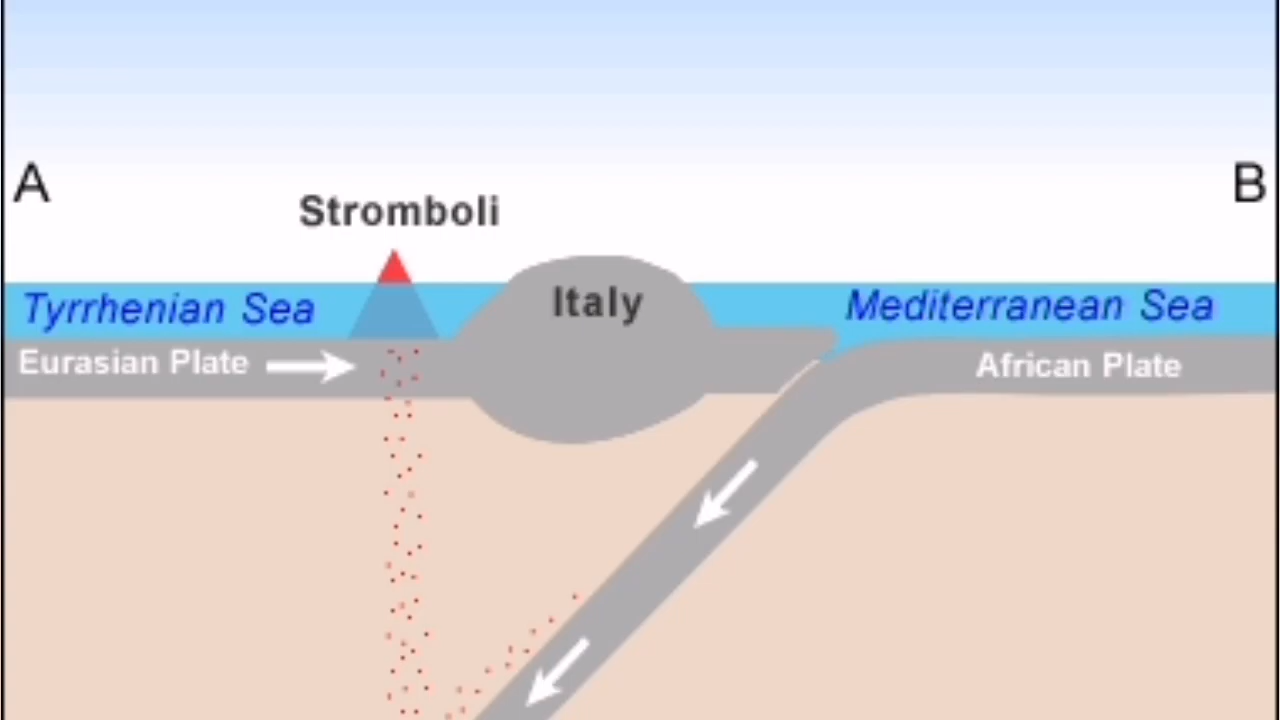 A
B
Stromboli
Italy
Tyrrhenian Sea
Mediterranean Sea
Eurasian Plate
African Plate